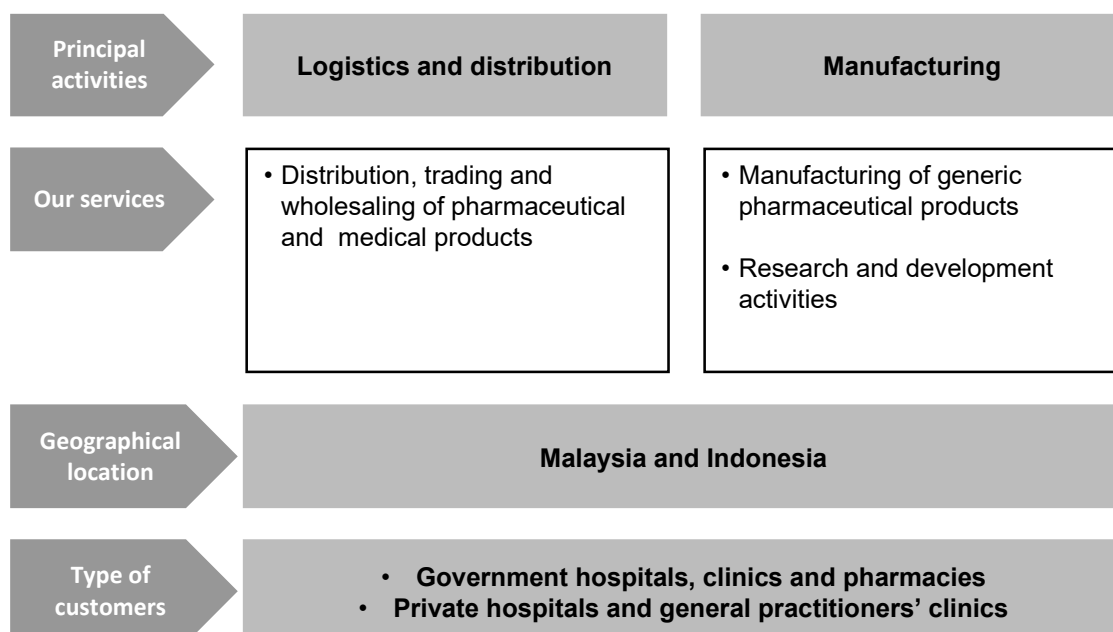 Principal
activities
Logistics and distribution
Manufacturing
Our services
• Distribution, trading and
wholesaling of pharmaceutical
and medical products
• Manufacturing of generic
pharmaceutical products
• Research and development
activities
Geographical
location
Malaysia and Indonesia
Type of
customers
• Government hospitals, clinics and pharmacies
• Private hospitals and general practitioners’ clinics